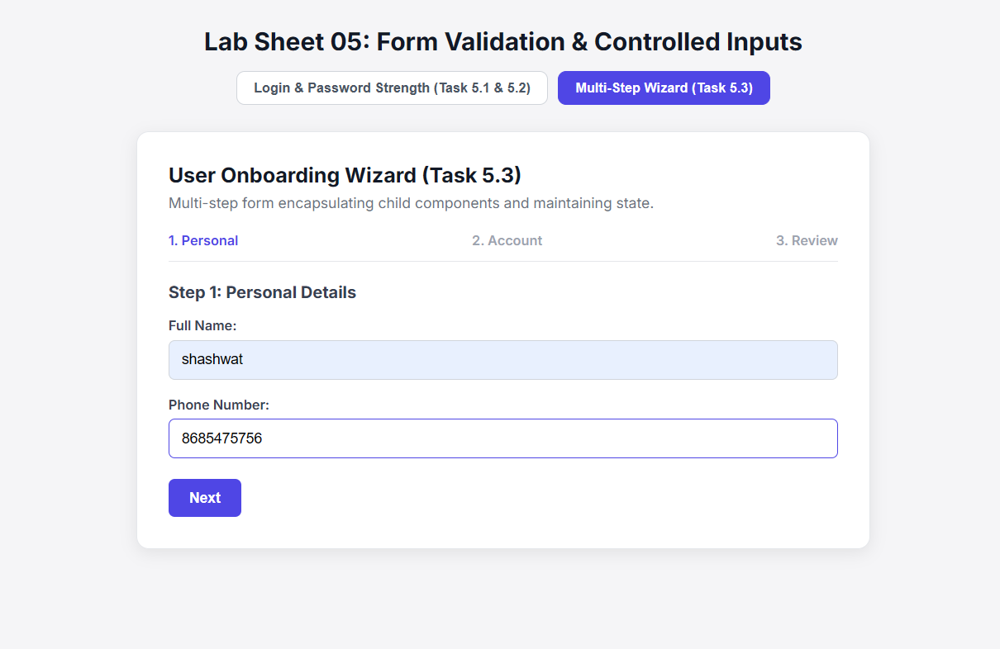 Lab Sheet 05: Form Validation & Controlled Inputs
Login & Password Strength (Task 5.1 & 5.2) Multi-Step Wizard (Task 5.3)
User Onboarding Wizard (Task 5.3)
Multi-step form encapsulating child components and maintaining state.
1. Personal 2. Account 3. Review
Step 1: Personal Details
Full Name:
shashwat
Phone Number:
8685475756
Next